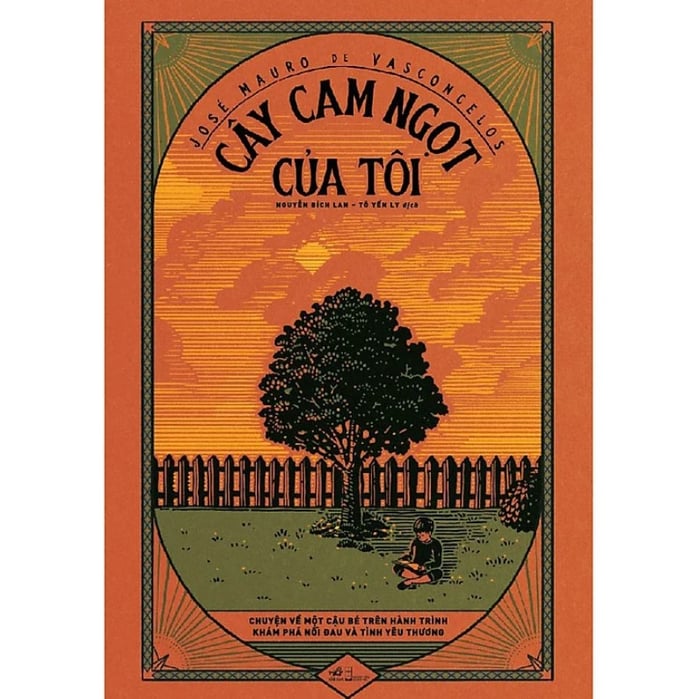 JOSÉ MAURO DE VASCONCELOS
CÂY CAM NGỌT
CỦA TÔI
NGUYỄN BÍCH LAN – TÔ YẾN LY dịch
CHUYỆN VỀ MỘT CẬU BÉ TRÊN HÀNH TRÌNH
KHÁM PHÁ NỖI ĐAU VÀ TÌNH YÊU THƯƠNG